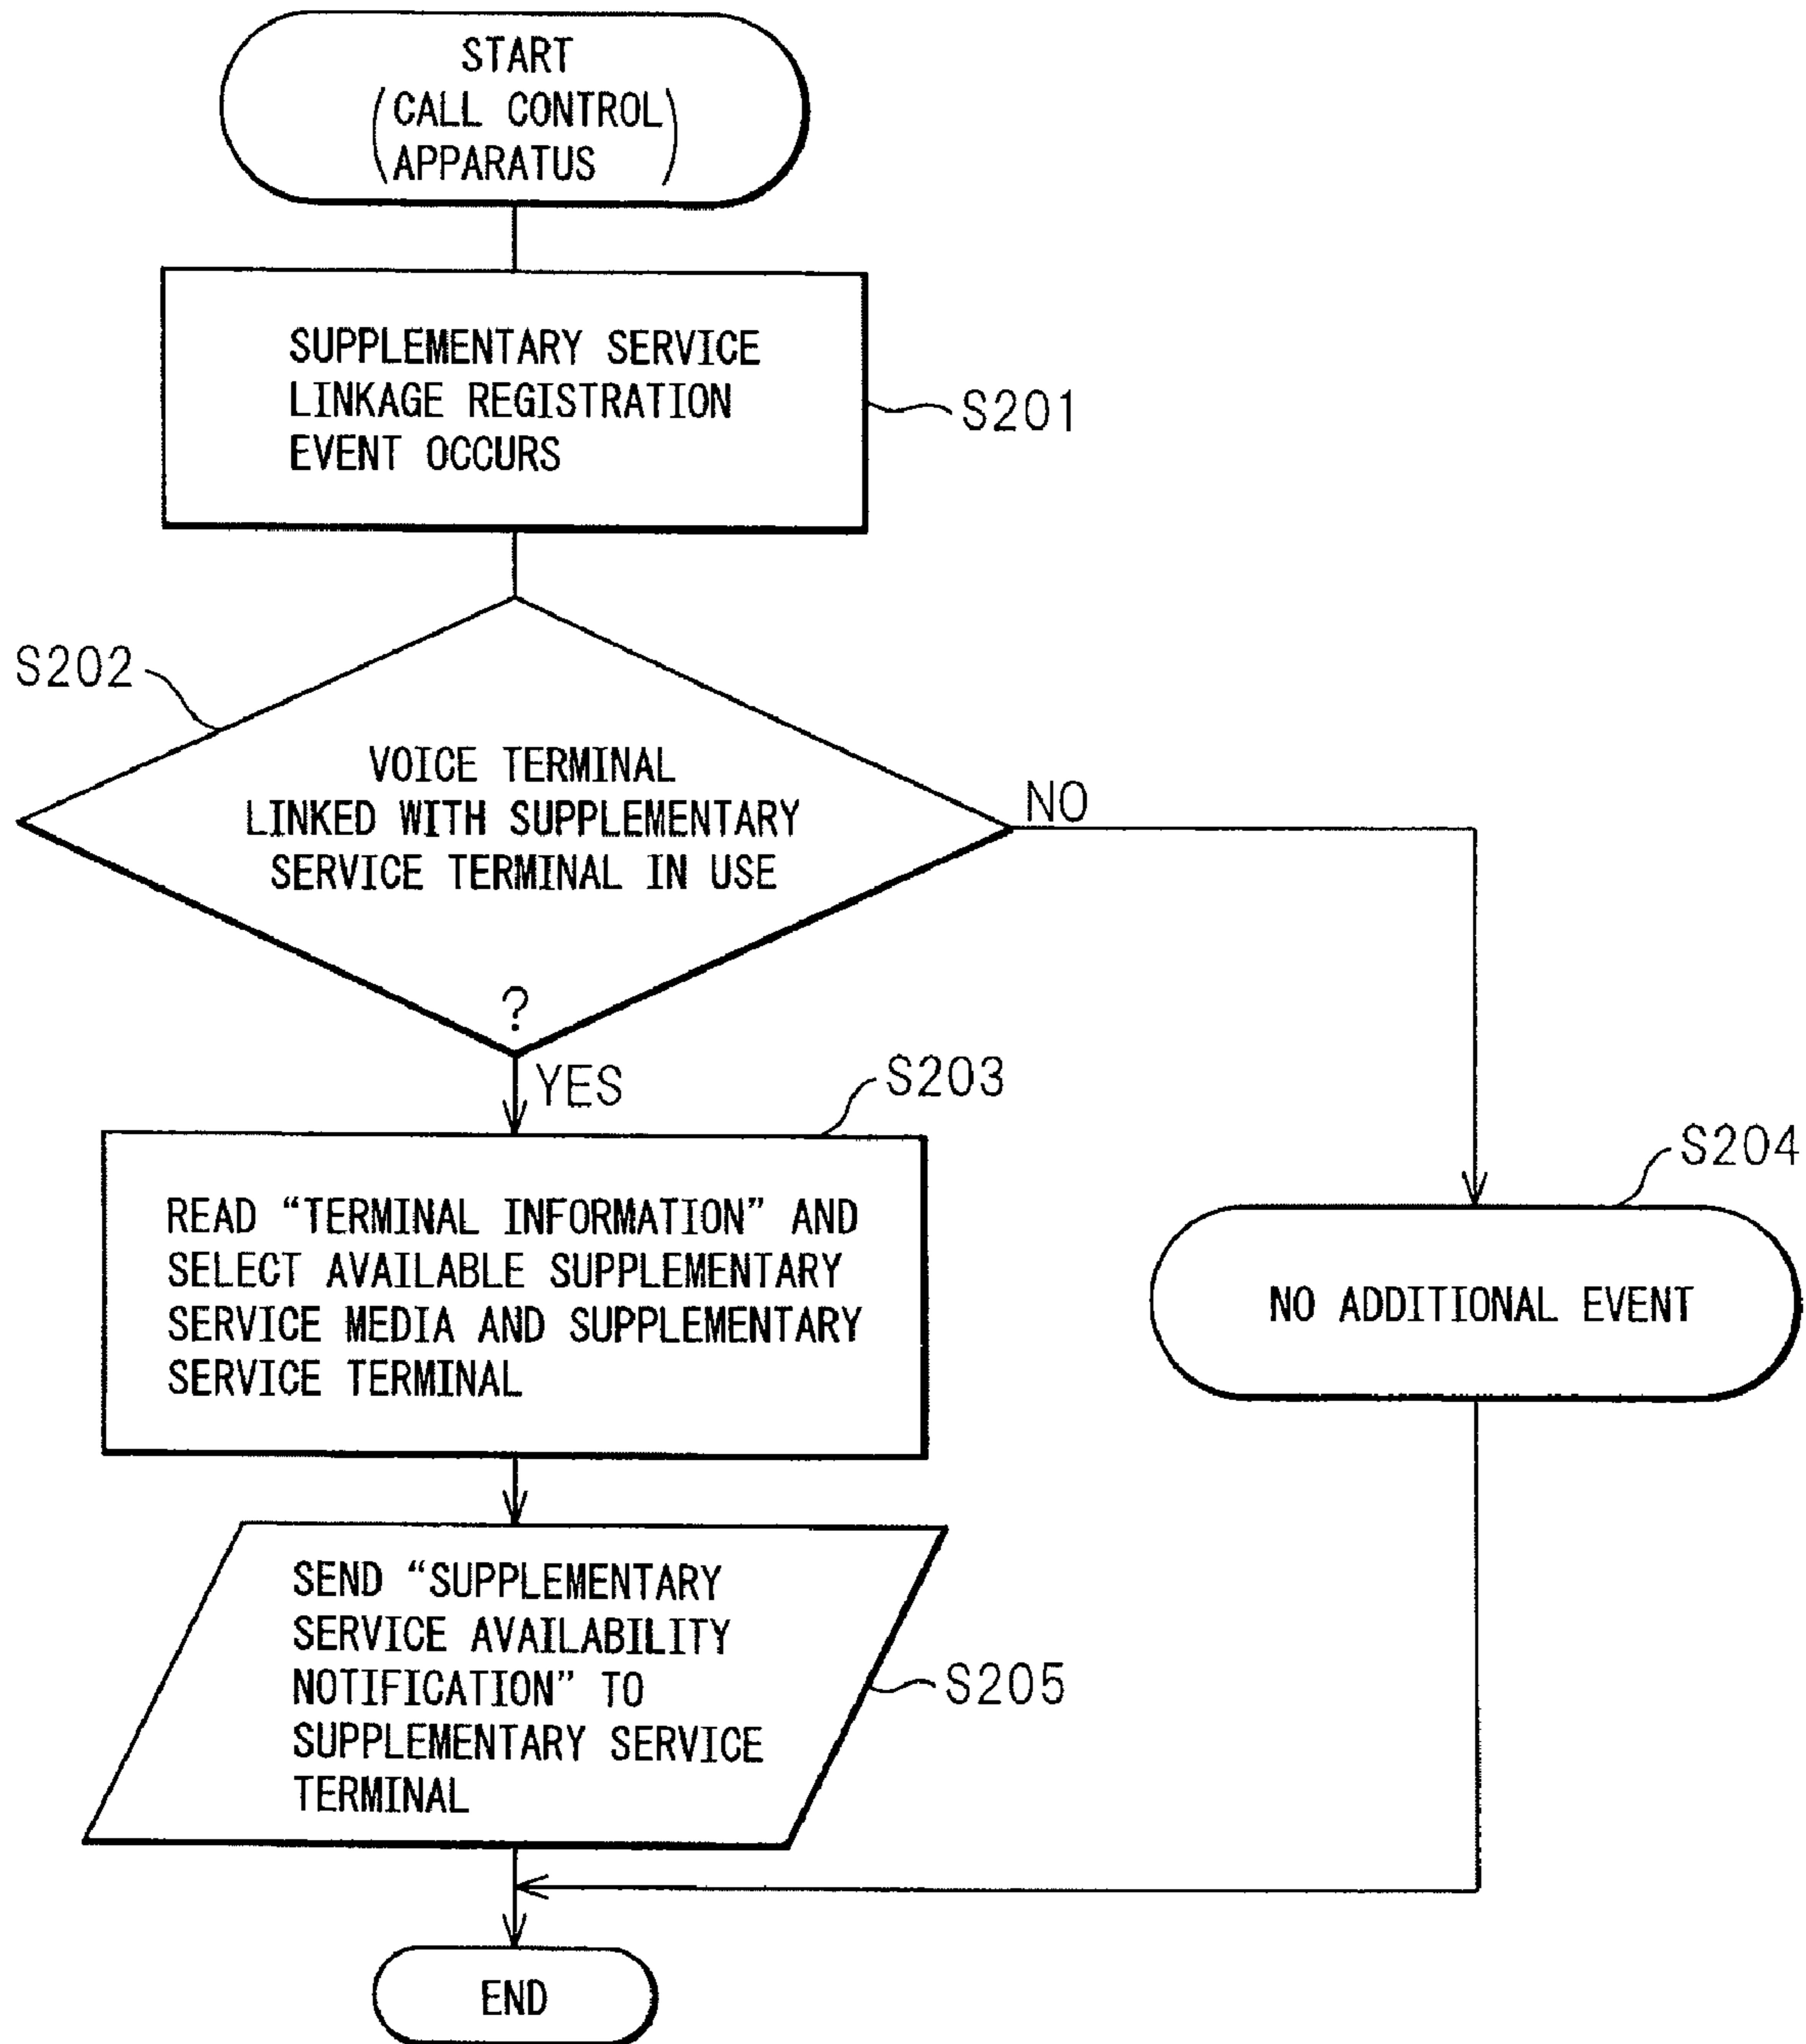 START
(CALL CONTROL
APPARATUS)
SUPPLEMENTARY SERVICE
LINKAGE REGISTRATION
EVENT OCCURS
S201
S202
VOICE TERMINAL
LINKED WITH SUPPLEMENTARY
SERVICE TERMINAL IN USE
?
NO
YES
S203
READ “TERMINAL INFORMATION” AND
SELECT AVAILABLE SUPPLEMENTARY
SERVICE MEDIA AND SUPPLEMENTARY
SERVICE TERMINAL
S204
NO ADDITIONAL EVENT
SEND “SUPPLEMENTARY
SERVICE AVAILABILITY
NOTIFICATION” TO
SUPPLEMENTARY SERVICE
TERMINAL
S205
END